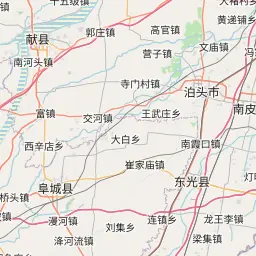 十五级镇
大褚村镇
献县
郭庄镇
高官镇
黄递铺乡
文庙镇
营子镇
冯
南河头镇
寺门村镇
泊头市
富镇
交河镇
王武庄乡
南皮
西辛店乡
大白乡
南霞口镇
崔家庙镇
阜城县
东光县
灯明
桥头镇
漫河镇
刘集乡
连镇乡
龙王李镇
洚河流镇
梁集镇